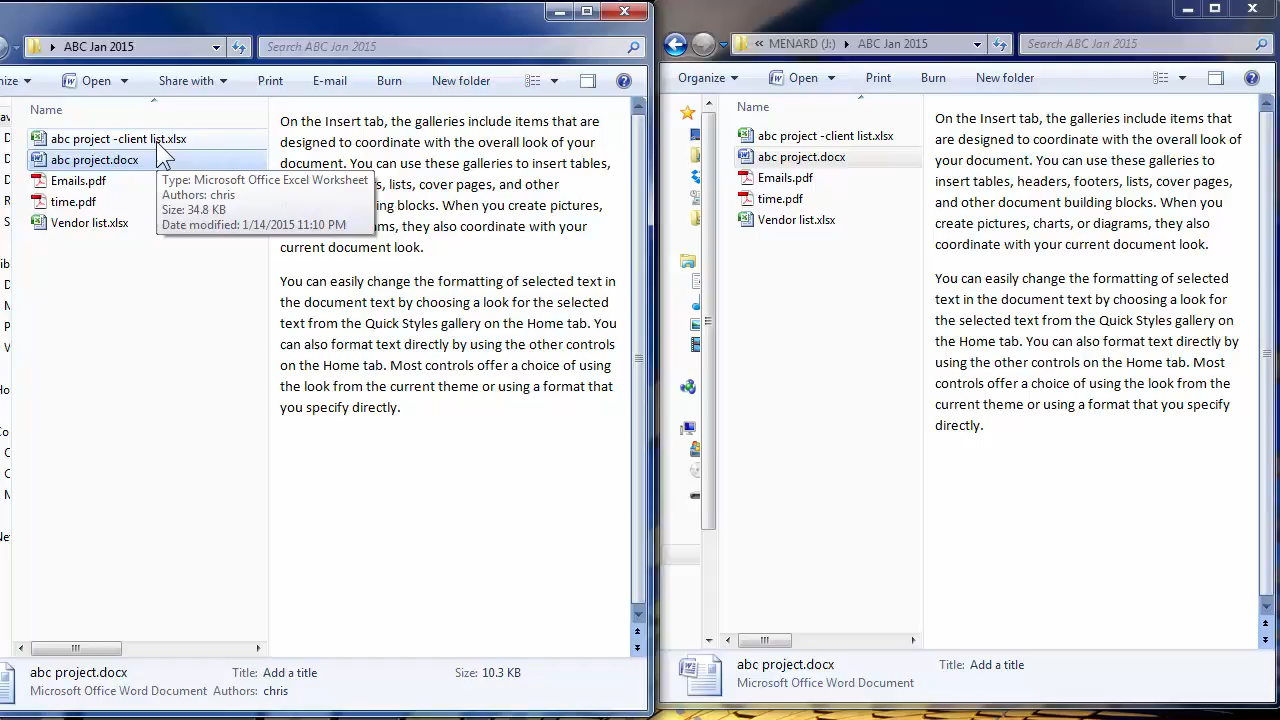 ABC Jan 2015
Search ABC Jan 2015
Open
Share with
Print
E-mail
Burn
New folder
Name
abc project -client list.xlsx
abc project.docx
Emails.pdf
time.pdf
Vendor list.xlsx
Type: Microsoft Office Excel Worksheet
Authors: chris
Size: 34.8 KB
Date modified: 1/14/2015 11:10 PM
On the Insert tab, the galleries include items that are
designed to coordinate with the overall look of your
document. You can use these galleries to insert tables,
lists, cover pages, and other
blocks. When you create pictures,
they also coordinate with your
current document look.
You can easily change the formatting of selected text in
the document text by choosing a look for the selected
text from the Quick Styles gallery on the Home tab. You
can also format text directly by using the other controls
on the Home tab. Most controls offer a choice of using
the look from the current theme or using a format that
you specify directly.
abc project.docx
Title: Add a title
Size: 10.3 KB
Microsoft Office Word Document
Authors: chris
« MENARD (J:)
ABC Jan 2015
Search ABC Jan 2015
Organize
Open
Print
Burn
New folder
Name
abc project -client list.xlsx
abc project.docx
Emails.pdf
time.pdf
Vendor list.xlsx
On the Insert tab, the galleries include items that
are designed to coordinate with the overall look of
your document. You can use these galleries to
insert tables, headers, footers, lists, cover pages,
and other document building blocks. When you
create pictures, charts, or diagrams, they also
coordinate with your current document look.
You can easily change the formatting of selected
text in the document text by choosing a look for
the selected text from the Quick Styles gallery on
the Home tab. You can also format text directly by
using the other controls on the Home tab. Most
controls offer a choice of using the look from the
current theme or using a format that you specify
directly.
abc project.docx
Title: Add a title
Microsoft Office Word Document